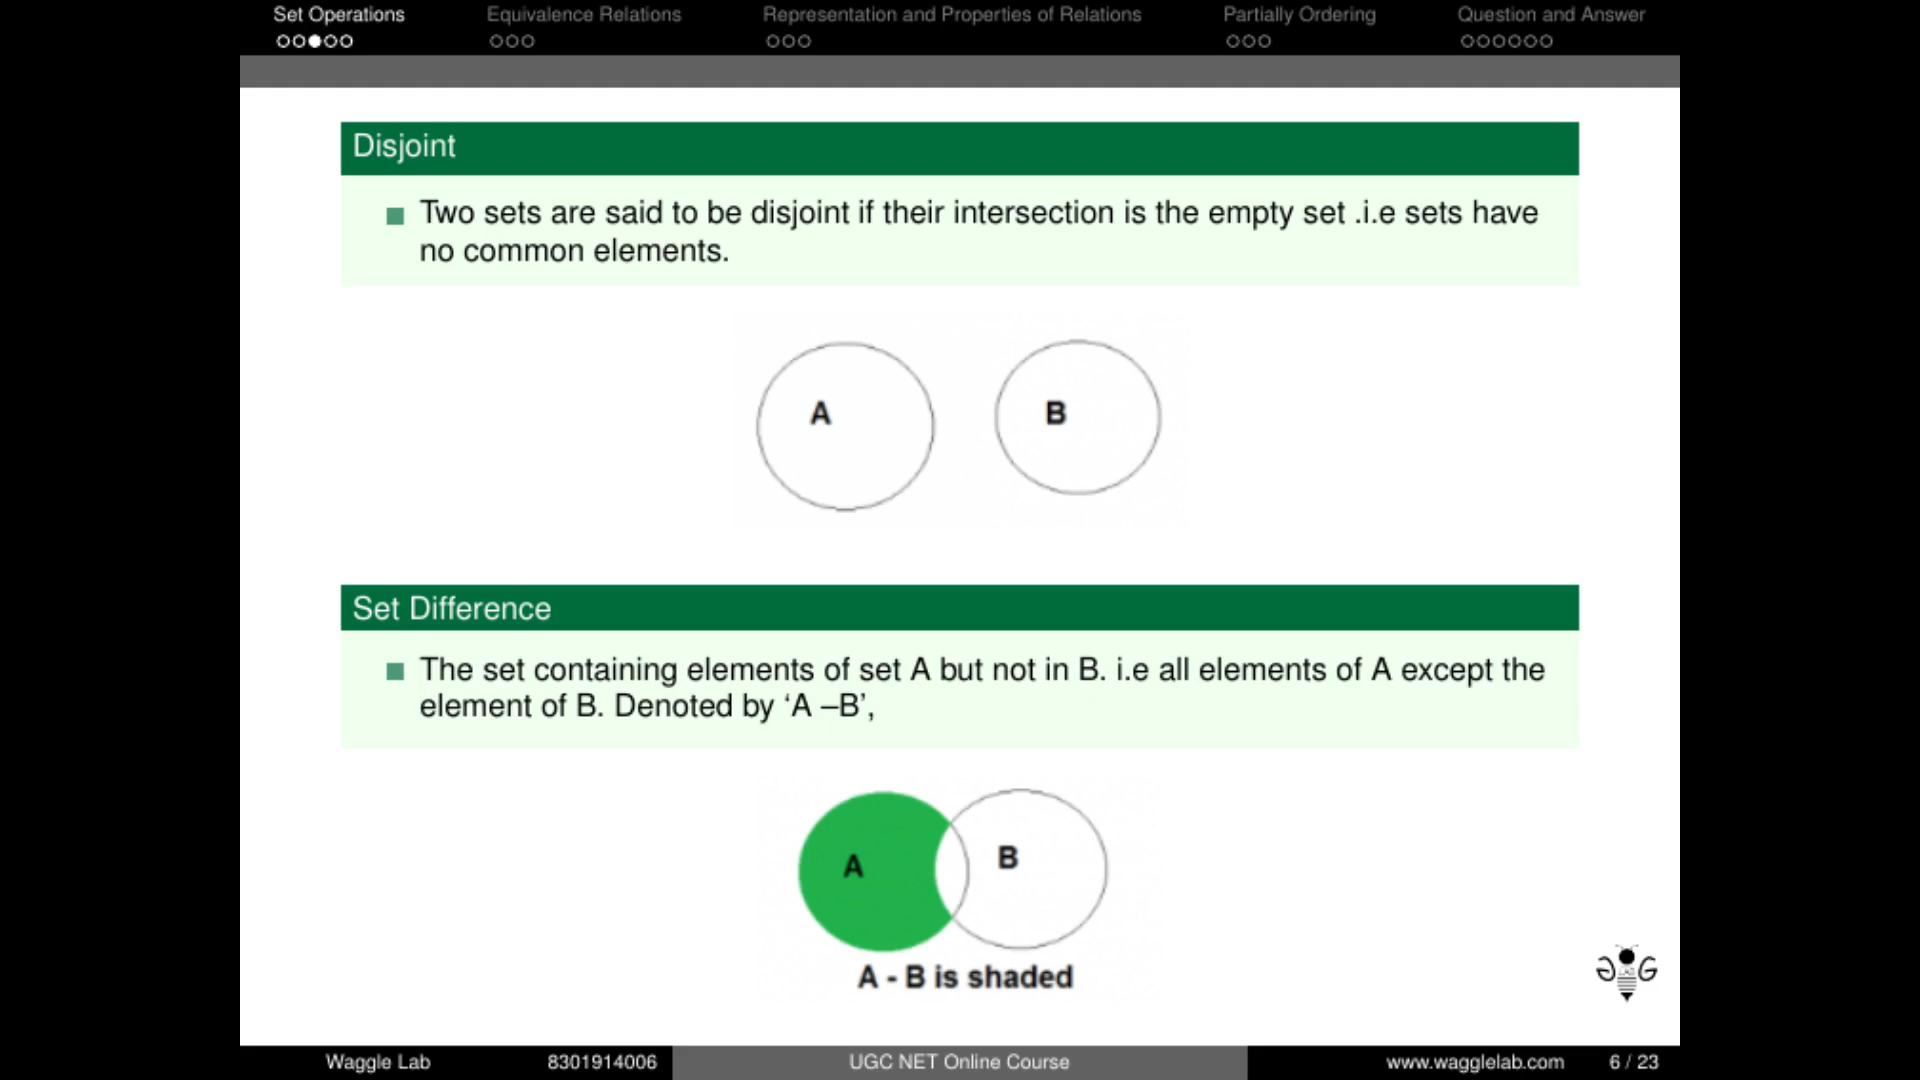 Set Operations
Equivalence Relations
Representation and Properties of Relations
Partially Ordering
Question and Answer
Disjoint
Two sets are said to be disjoint if their intersection is the empty set .i.e sets have
no common elements.
A
B
Set Difference
The set containing elements of set A but not in B. i.e all elements of A except the
element of B. Denoted by ‘A –B’,
A
B
A - B is shaded
Waggle Lab
8301914006
UGC NET Online Course
www.wagglelab.com
6 / 23